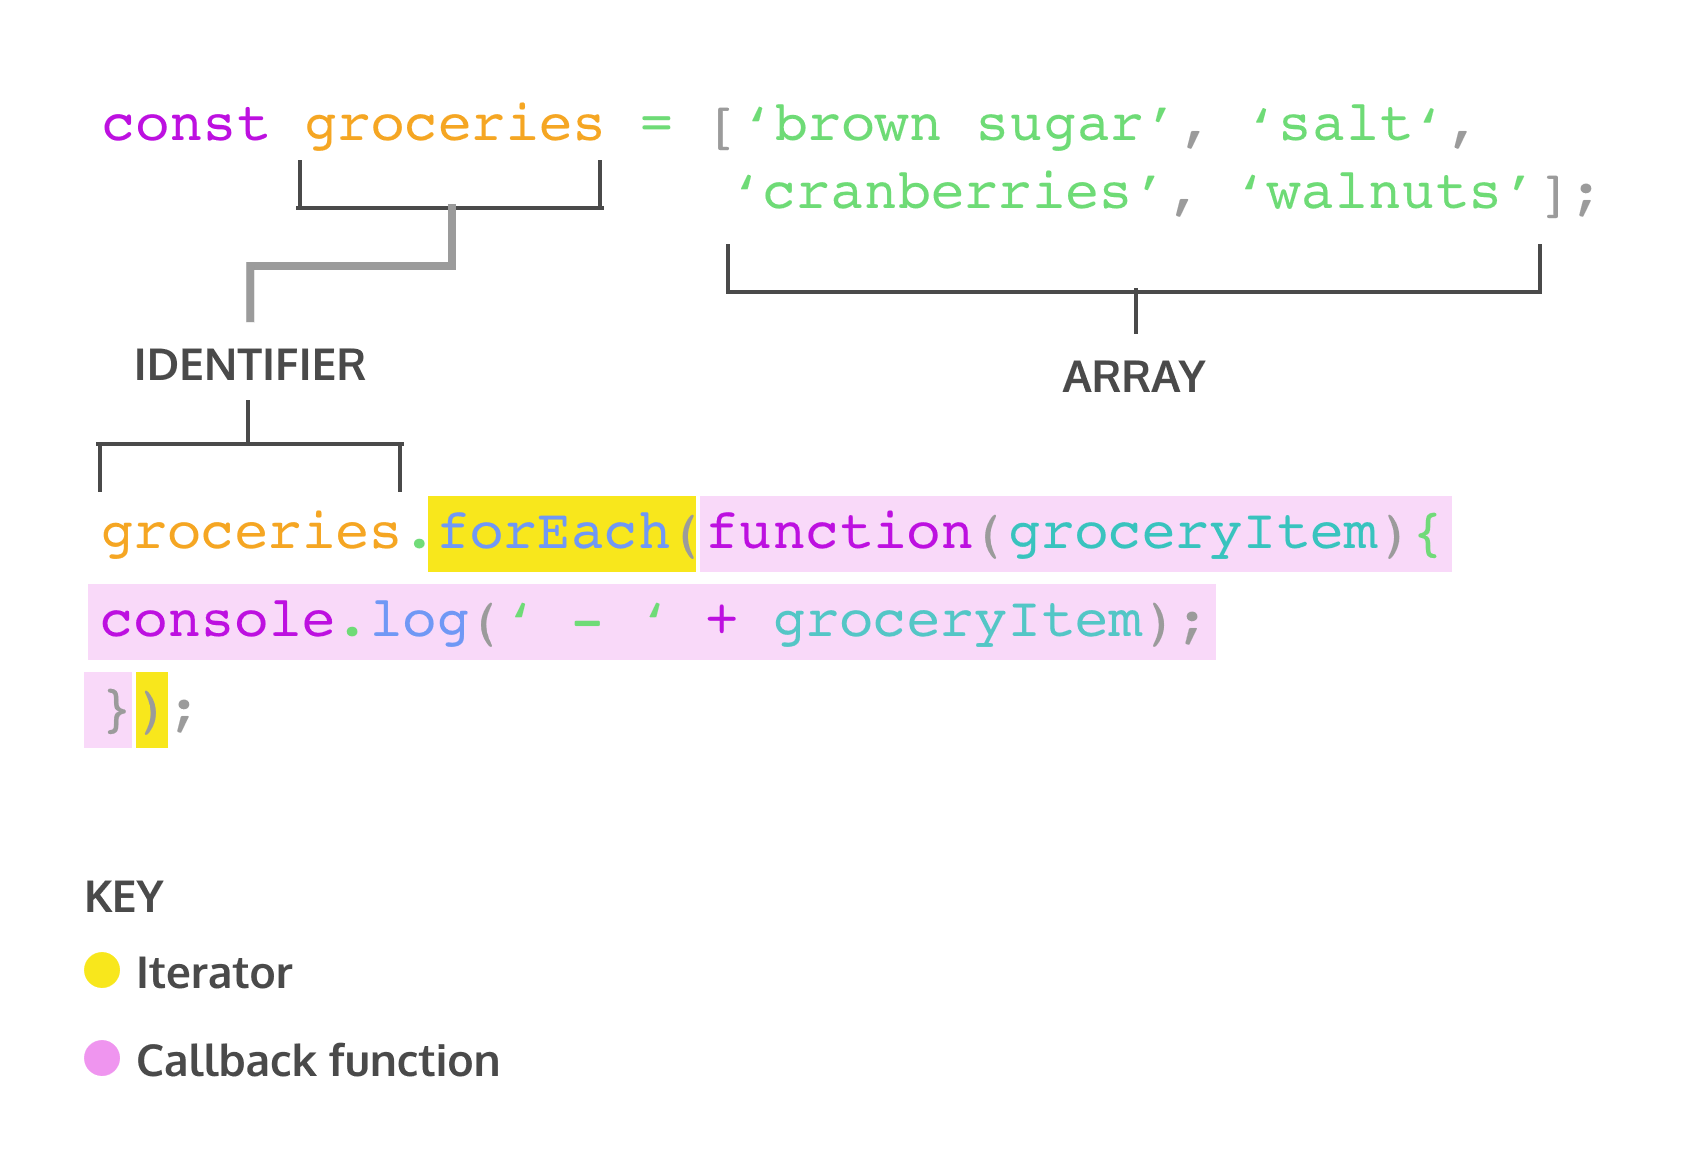 const groceries = [‘brown sugar’, ‘salt‘,
‘cranberries’, ‘walnuts’];
IDENTIFIER
ARRAY
groceries.forEach(function(groceryItem){
console.log(‘ - ‘ + groceryItem);
});
KEY
Iterator
Callback function